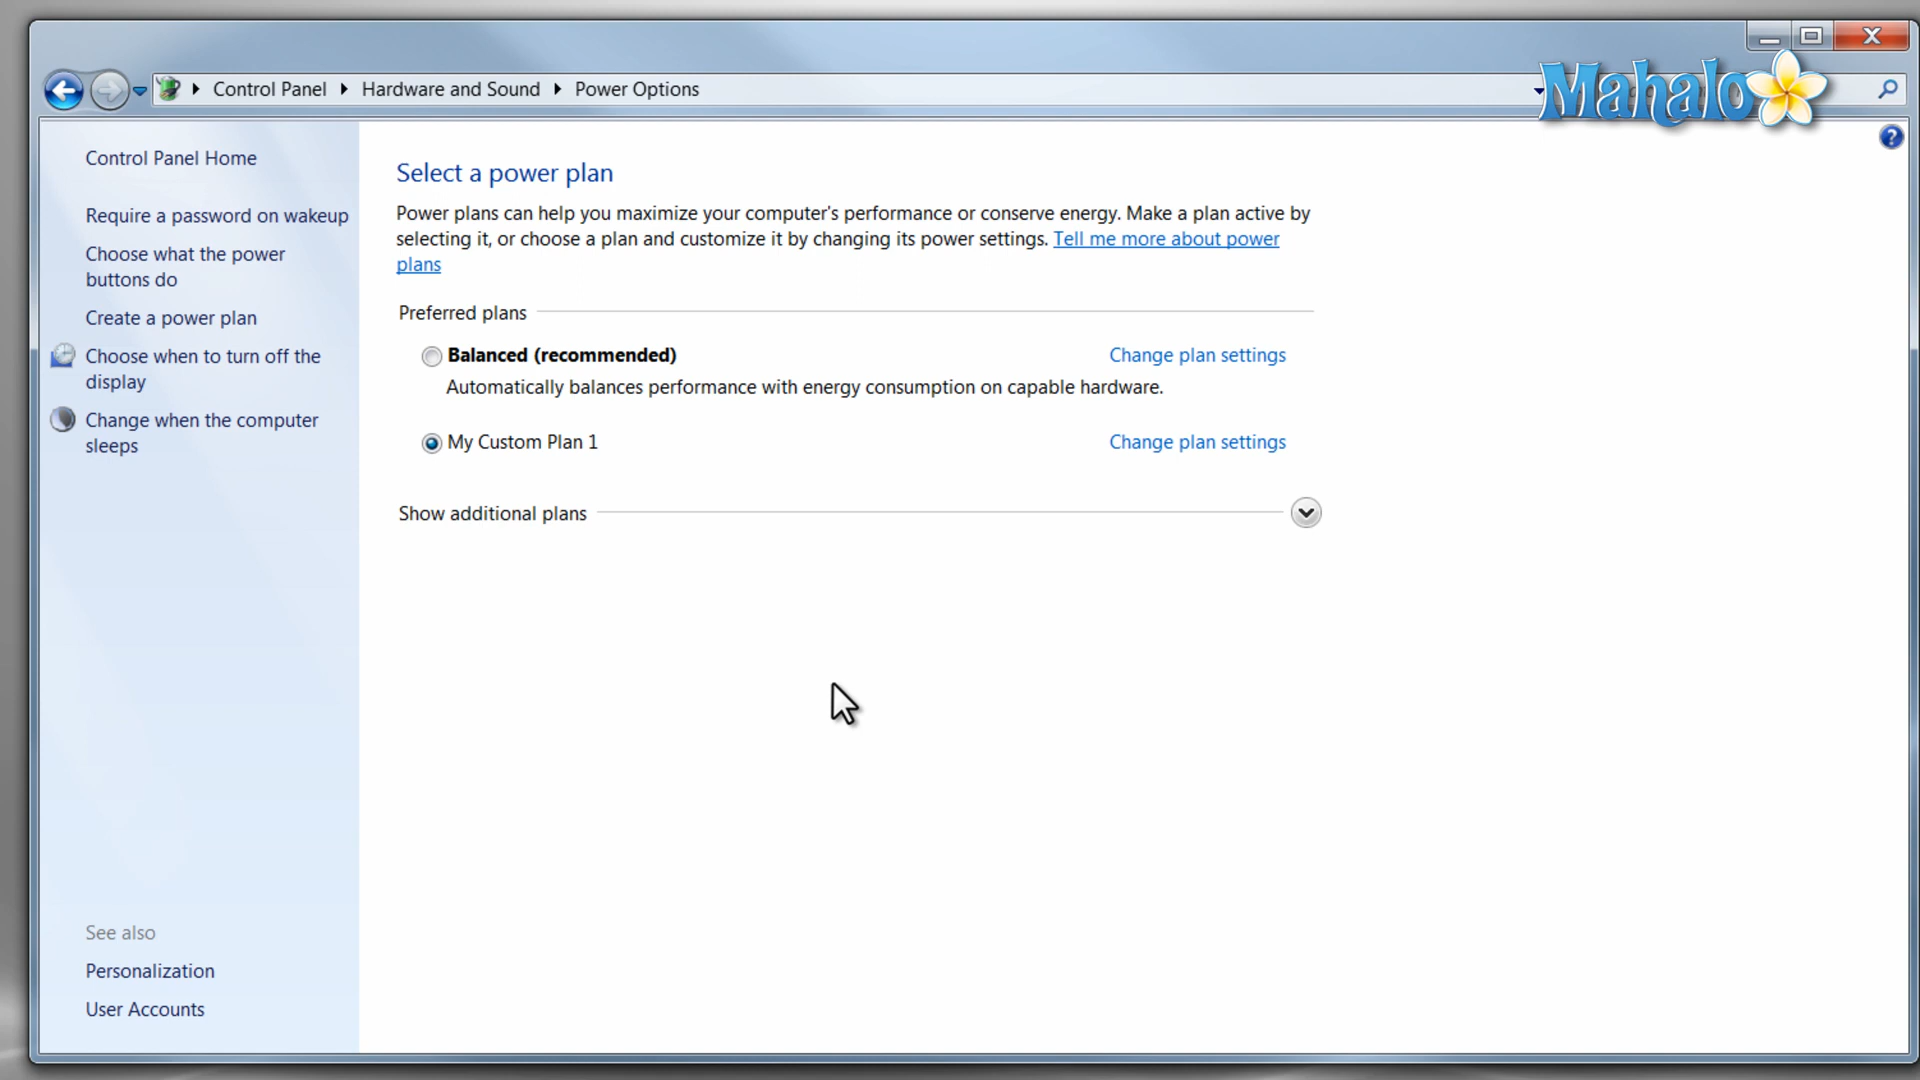 Control Panel Hardware and Sound Power Options
Mahalo
Control Panel Home
Require a password on wakeup
Choose what the power
buttons do
Create a power plan
Choose when to turn off the
display
Change when the computer
sleeps
See also
Personalization
User Accounts
Select a power plan
Power plans can help you maximize your computer's performance or conserve energy. Make a plan active by
selecting it, or choose a plan and customize it by changing its power settings. Tell me more about power
plans
Preferred plans
Balanced (recommended) Change plan settings
Automatically balances performance with energy consumption on capable hardware.
My Custom Plan 1 Change plan settings
Show additional plans